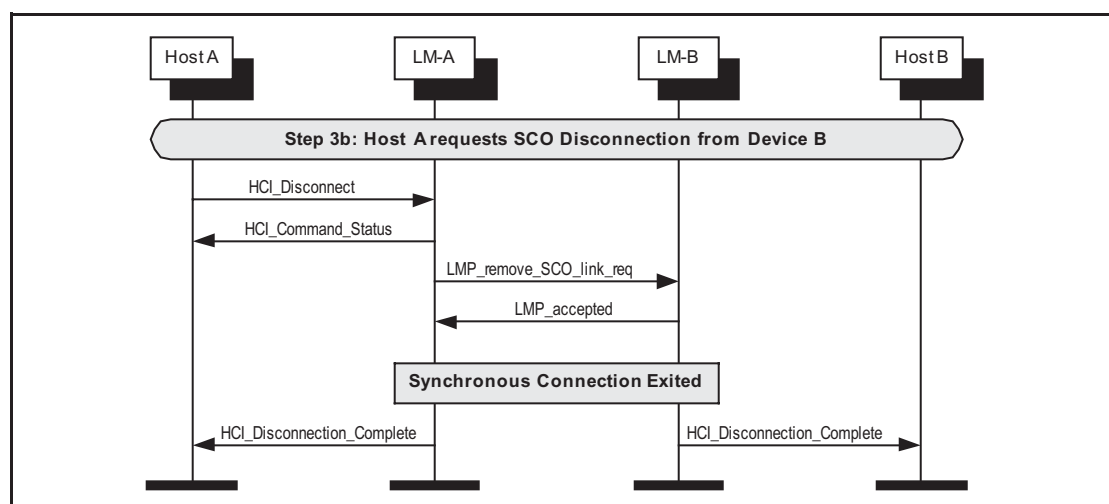 Host A
LM-A
LM-B
Host B
Step 3b: Host A requests SCO Disconnection from Device B
HCI_Disconnect
HCI_Command_Status
LMP_remove_SCO_link_req
LMP_accepted
Synchronous Connection Exited
HCI_Disconnection_Complete
HCI_Disconnection_Complete